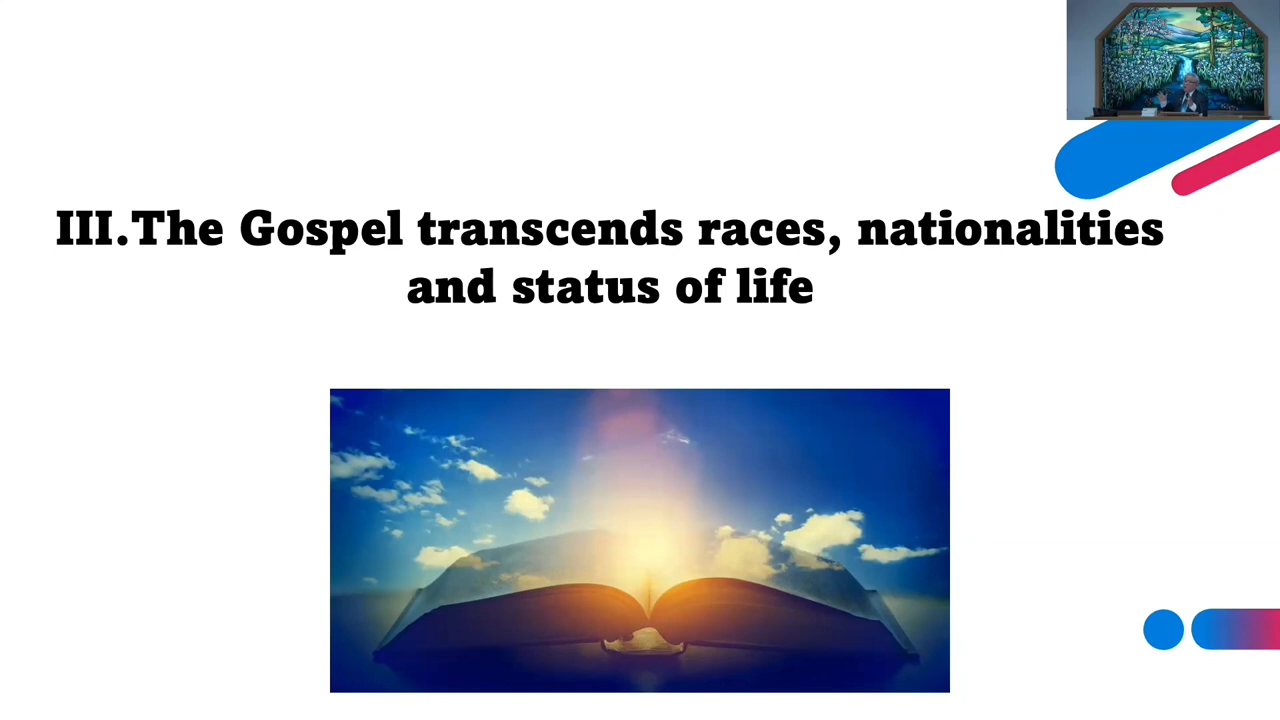 III.The Gospel transcends races, nationalities
and status of life